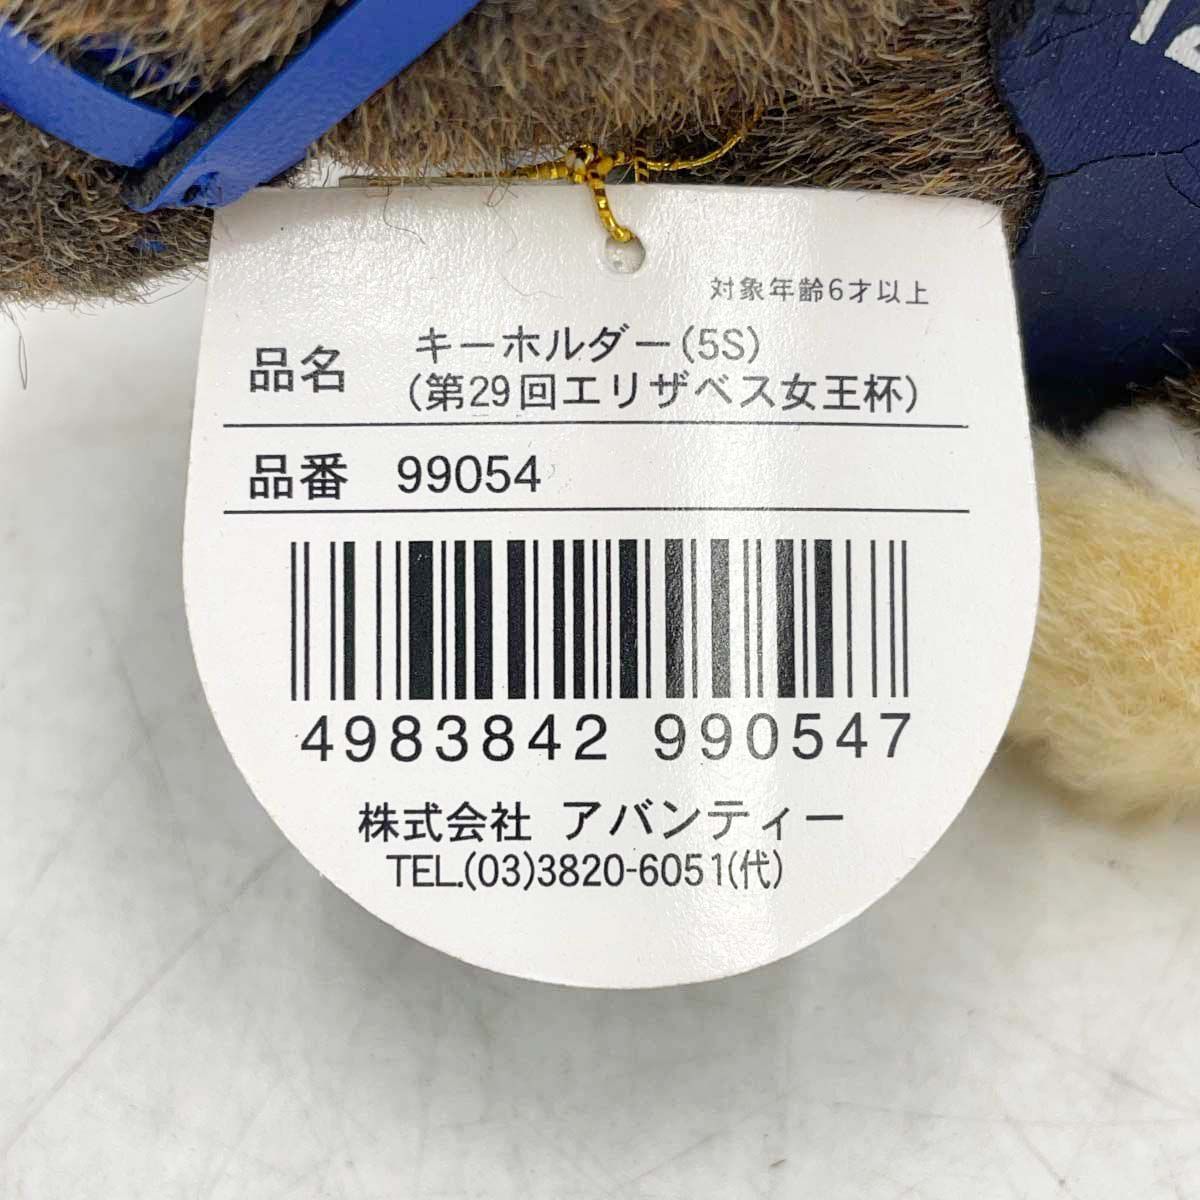 対象年齢6才以上
品名 キーホルダー(5S)
(第29回エリザベス女王杯)
品番 99054
4983842 990547
株式会社 アバンティー
TEL.(03)3820-6051(代)